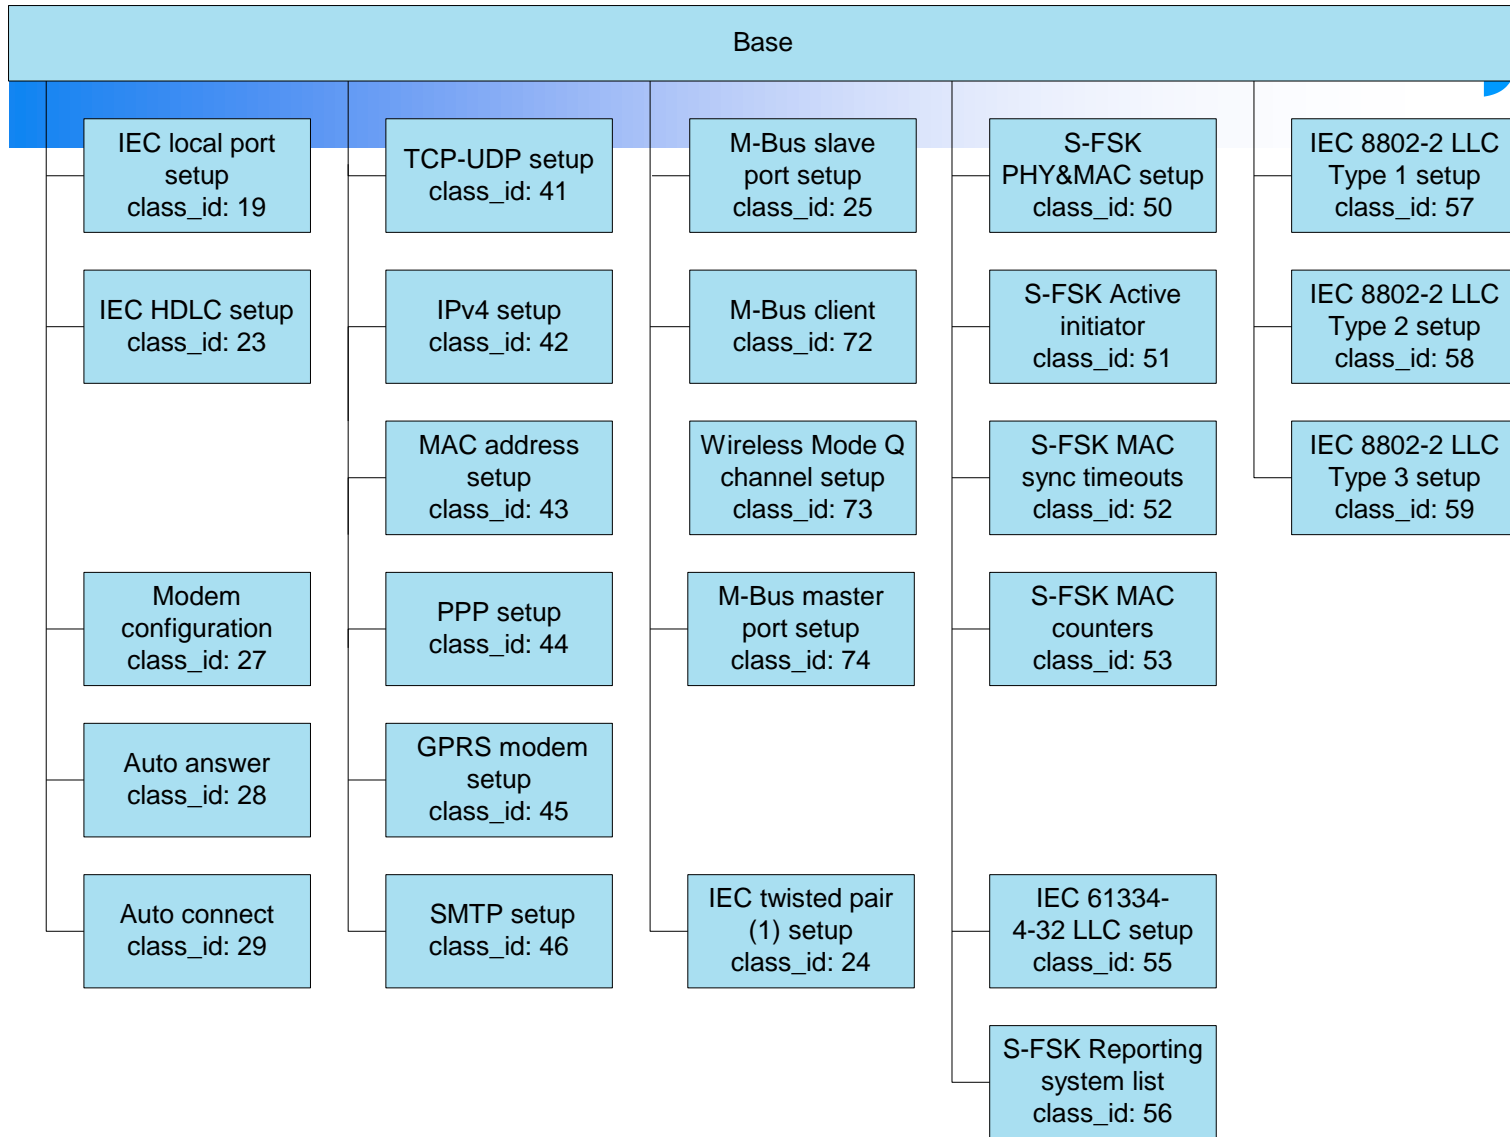 Base
IEC local port
setup
class_id: 19
IEC HDLC setup
class_id: 23
Modem
configuration
class_id: 27
Auto answer
class_id: 28
Auto connect
class_id: 29
TCP-UDP setup
class_id: 41
IPv4 setup
class_id: 42
MAC address
setup
class_id: 43
PPP setup
class_id: 44
GPRS modem
setup
class_id: 45
SMTP setup
class_id: 46
M-Bus slave
port setup
class_id: 25
M-Bus client
class_id: 72
Wireless Mode Q
channel setup
class_id: 73
M-Bus master
port setup
class_id: 74
IEC twisted pair
(1) setup
class_id: 24
S-FSK
PHY&MAC setup
class_id: 50
S-FSK Active
initiator
class_id: 51
S-FSK MAC
sync timeouts
class_id: 52
S-FSK MAC
counters
class_id: 53
IEC 61334-
4-32 LLC setup
class_id: 55
S-FSK Reporting
system list
class_id: 56
IEC 8802-2 LLC
Type 1 setup
class_id: 57
IEC 8802-2 LLC
Type 2 setup
class_id: 58
IEC 8802-2 LLC
Type 3 setup
class_id: 59